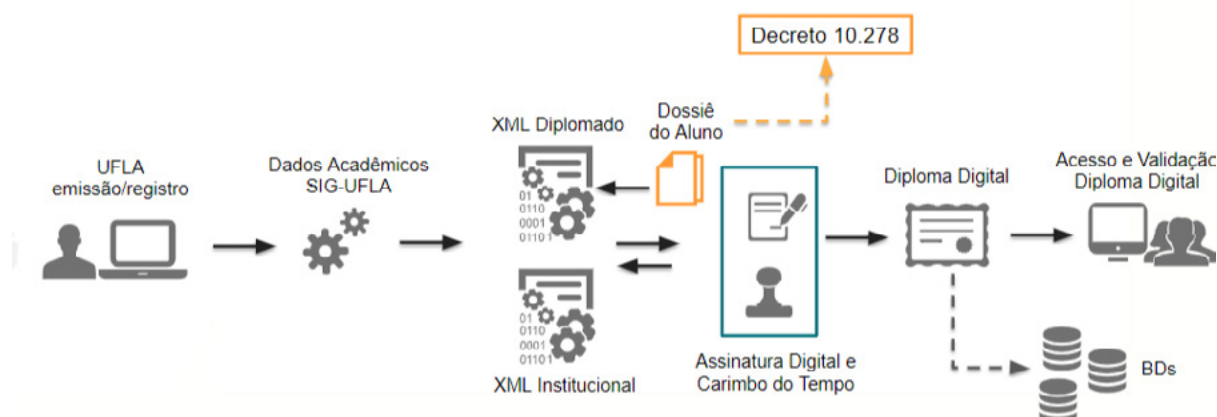 Decreto 10.278
Dossiê
do Aluno
XML Diplomado
UFLA
emissão/registro
Dados Acadêmicos
SIG-UFLA
01
0110
0001
01101
Diploma Digital
Acesso e Validação
Diploma Digital
01
0110
0001
01101
XML Institucional
Assinatura Digital e
Carimbo do Tempo
BDs